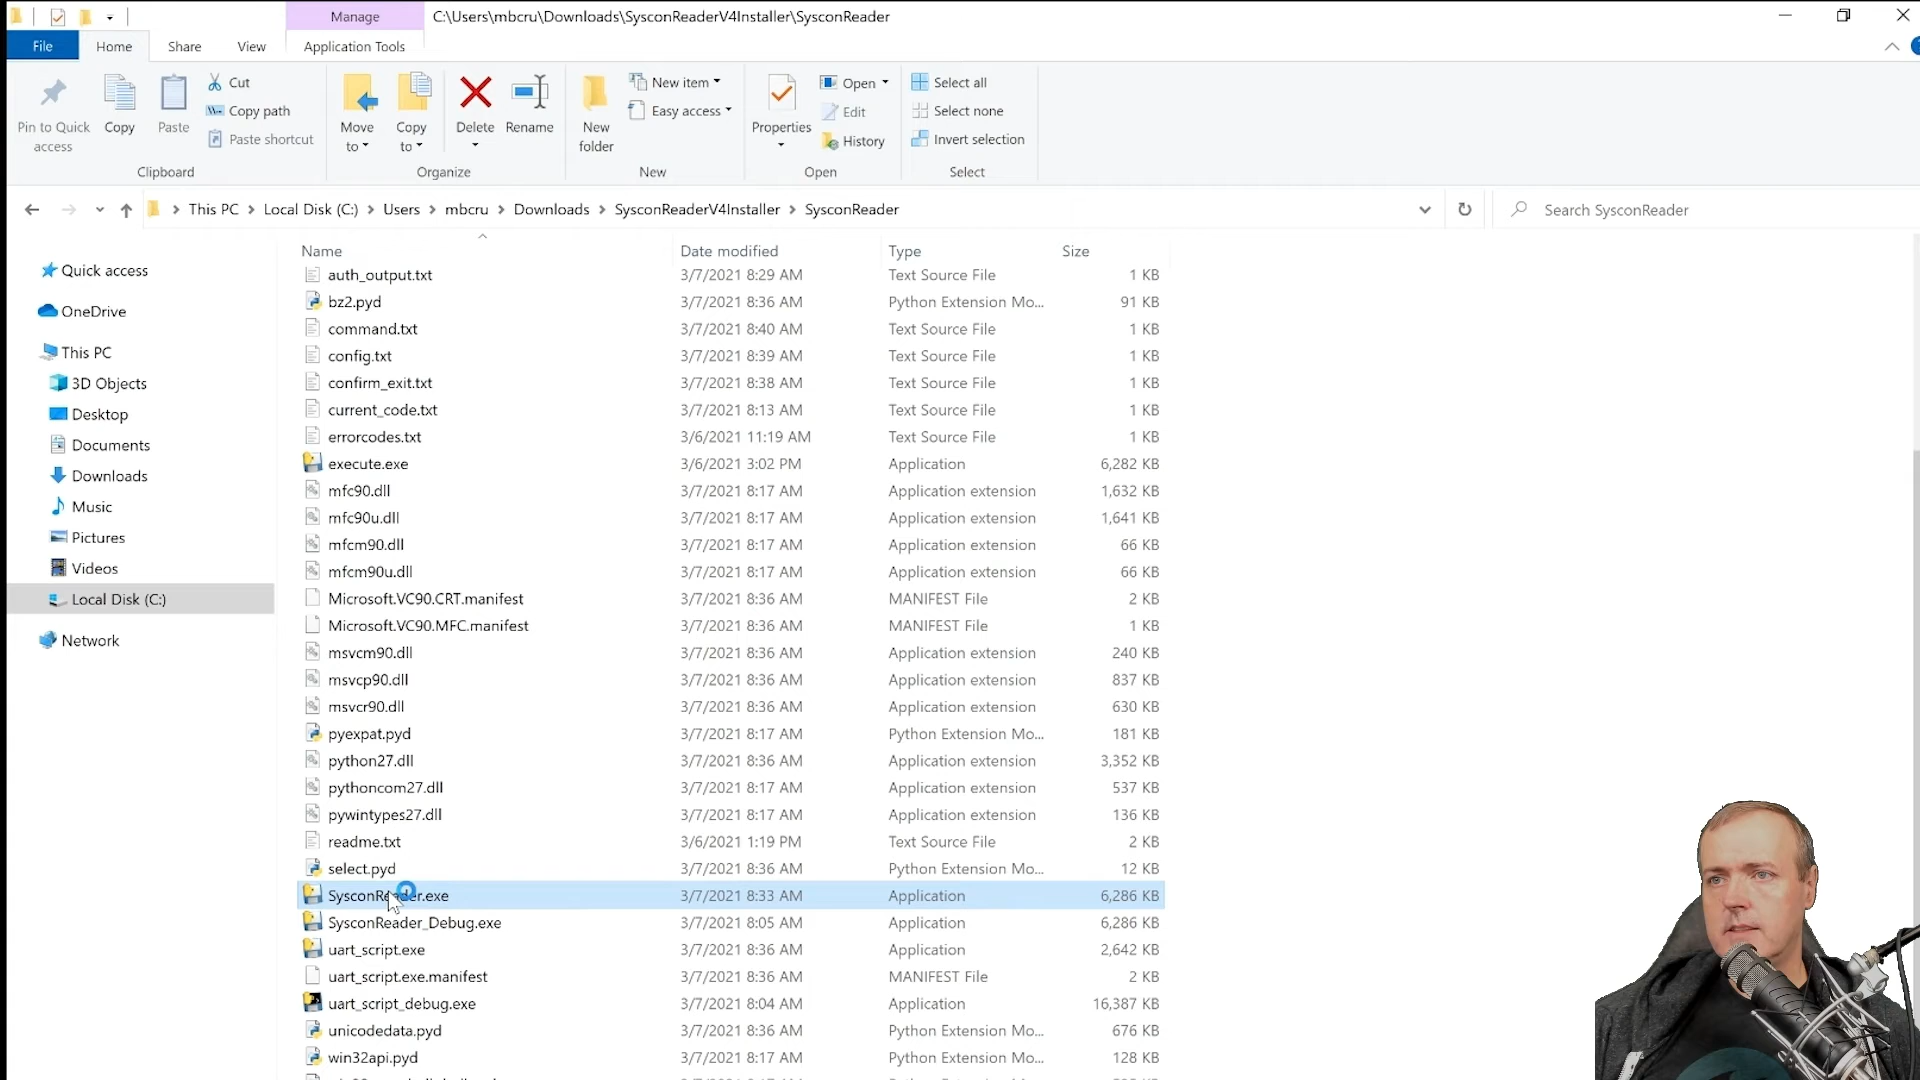 Manage
C:\Users\mbcru\Downloads\SysconReaderV4Installer\SysconReader
File
Home
Share
View
Application Tools
Pin to Quick access
Copy
Paste
Cut
Copy path
Paste shortcut
Clipboard
Move to
Copy to
Delete
Rename
Organize
New folder
New item
Easy access
New
Properties
Open
Edit
History
Open
Select all
Select none
Invert selection
Select
This PC > Local Disk (C:) > Users > mbcru > Downloads > SysconReaderV4Installer > SysconReader
Search SysconReader
Quick access
OneDrive
This PC
3D Objects
Desktop
Documents
Downloads
Music
Pictures
Videos
Local Disk (C:)
Network
Name Date modified Type Size
auth_output.txt 3/7/2021 8:29 AM Text Source File 1 KB
bz2.pyd 3/7/2021 8:36 AM Python Extension Mo... 91 KB
command.txt 3/7/2021 8:40 AM Text Source File 1 KB
config.txt 3/7/2021 8:39 AM Text Source File 1 KB
confirm_exit.txt 3/7/2021 8:38 AM Text Source File 1 KB
current_code.txt 3/7/2021 8:13 AM Text Source File 1 KB
errorcodes.txt 3/6/2021 11:19 AM Text Source File 1 KB
execute.exe 3/6/2021 3:02 PM Application 6,282 KB
mfc90.dll 3/7/2021 8:17 AM Application extension 1,632 KB
mfc90u.dll 3/7/2021 8:17 AM Application extension 1,641 KB
mfcm90.dll 3/7/2021 8:17 AM Application extension 66 KB
mfcm90u.dll 3/7/2021 8:17 AM Application extension 66 KB
Microsoft.VC90.CRT.manifest 3/7/2021 8:36 AM MANIFEST File 2 KB
Microsoft.VC90.MFC.manifest 3/7/2021 8:36 AM MANIFEST File 1 KB
msvcm90.dll 3/7/2021 8:36 AM Application extension 240 KB
msvcp90.dll 3/7/2021 8:36 AM Application extension 837 KB
msvcr90.dll 3/7/2021 8:36 AM Application extension 630 KB
pyexpat.pyd 3/7/2021 8:17 AM Python Extension Mo... 181 KB
python27.dll 3/7/2021 8:36 AM Application extension 3,352 KB
pythoncom27.dll 3/7/2021 8:17 AM Application extension 537 KB
pywintypes27.dll 3/7/2021 8:17 AM Application extension 136 KB
readme.txt 3/6/2021 1:19 PM Text Source File 2 KB
select.pyd 3/7/2021 8:36 AM Python Extension Mo... 12 KB
SysconReader.exe 3/7/2021 8:33 AM Application 6,286 KB
SysconReader_Debug.exe 3/7/2021 8:05 AM Application 6,286 KB
uart_script.exe 3/7/2021 8:36 AM Application 2,642 KB
uart_script.exe.manifest 3/7/2021 8:36 AM MANIFEST File 2 KB
uart_script_debug.exe 3/7/2021 8:04 AM Application 16,387 KB
unicodedata.pyd 3/7/2021 8:36 AM Python Extension Mo... 676 KB
win32api.pyd 3/7/2021 8:17 AM Python Extension Mo... 128 KB